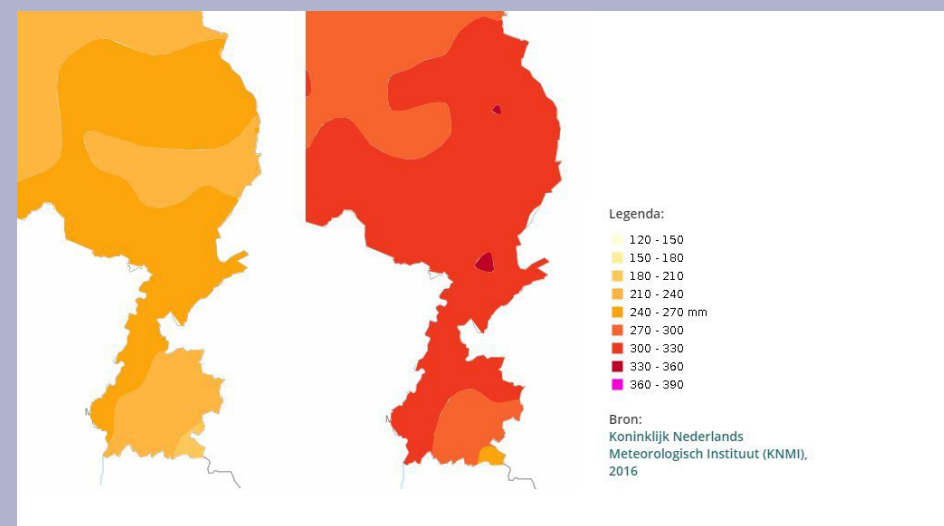 Legenda:
120 - 150
150 - 180
180 - 210
210 - 240
240 - 270 mm
270 - 300
300 - 330
330 - 360
360 - 390
Bron:
Koninklijk Nederlands
Meteorologisch Instituut (KNMI),
2016